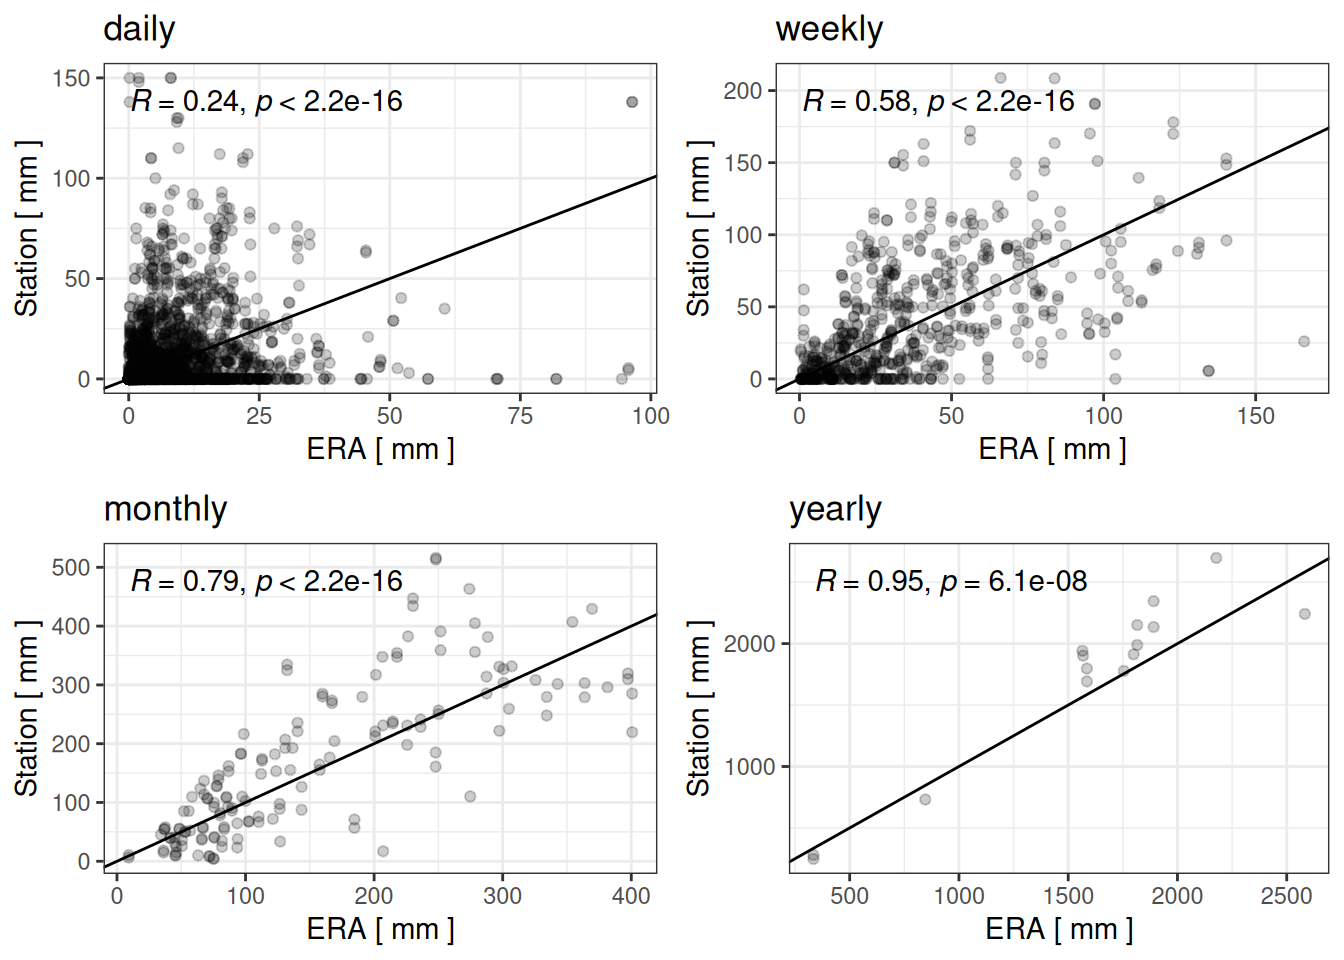 daily
R = 0.24, p < 2.2e-16
Station [ mm ]
150
100
50
0
0 25 50 75 100
ERA [ mm ]
weekly
R = 0.58, p < 2.2e-16
Station [ mm ]
200
150
100
50
0
0 50 100 150
ERA [ mm ]
monthly
R = 0.79, p < 2.2e-16
Station [ mm ]
500
400
300
200
100
0
0 100 200 300 400
ERA [ mm ]
yearly
R = 0.95, p = 6.1e-08
Station [ mm ]
2000
1000
500 1000 1500 2000 2500
ERA [ mm ]